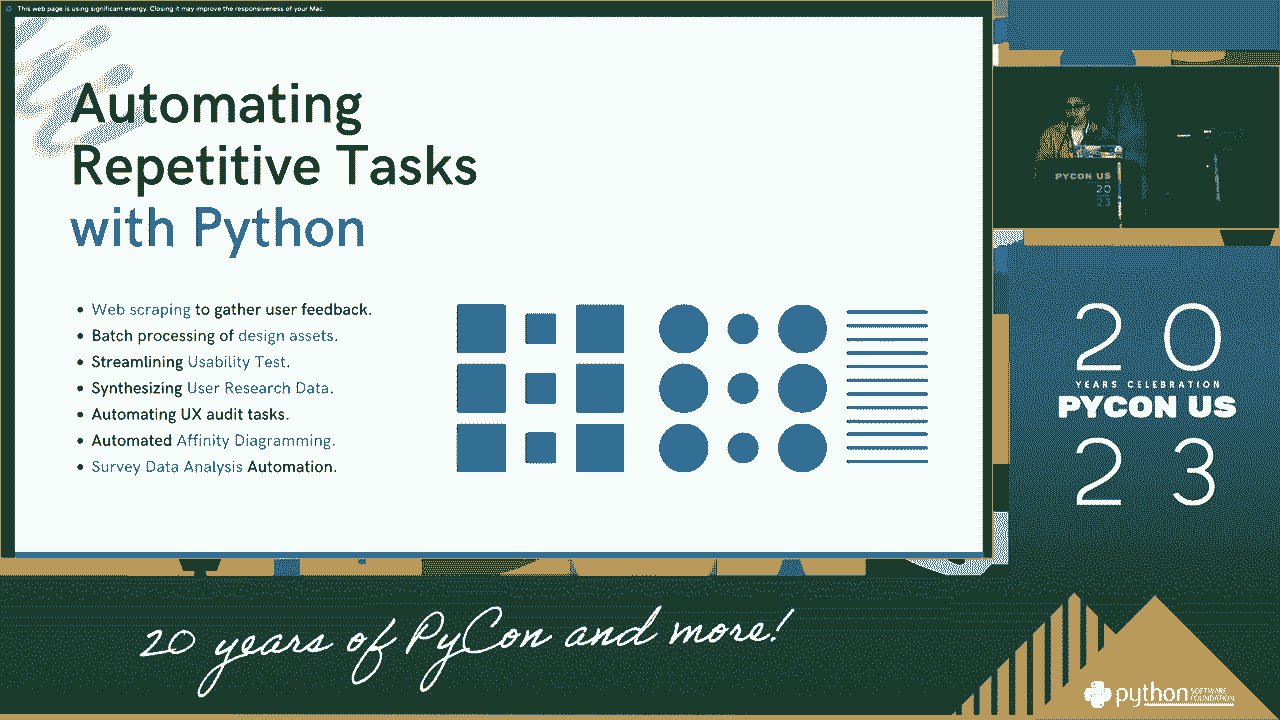 This web page is using significant energy. Closing it may improve the responsiveness of your Mac.
Automating
Repetitive Tasks
with Python
Web scraping to gather user feedback.
Batch processing of design assets.
Streamlining Usability Test.
Synthesizing User Research Data.
Automating UX audit tasks.
Automated Affinity Diagramming.
Survey Data Analysis Automation.
PYCON US
20
23
20
YEARS CELEBRATION
PYCON US
23
20 years of PyCon and more!
python SOFTWARE
FOUNDATION